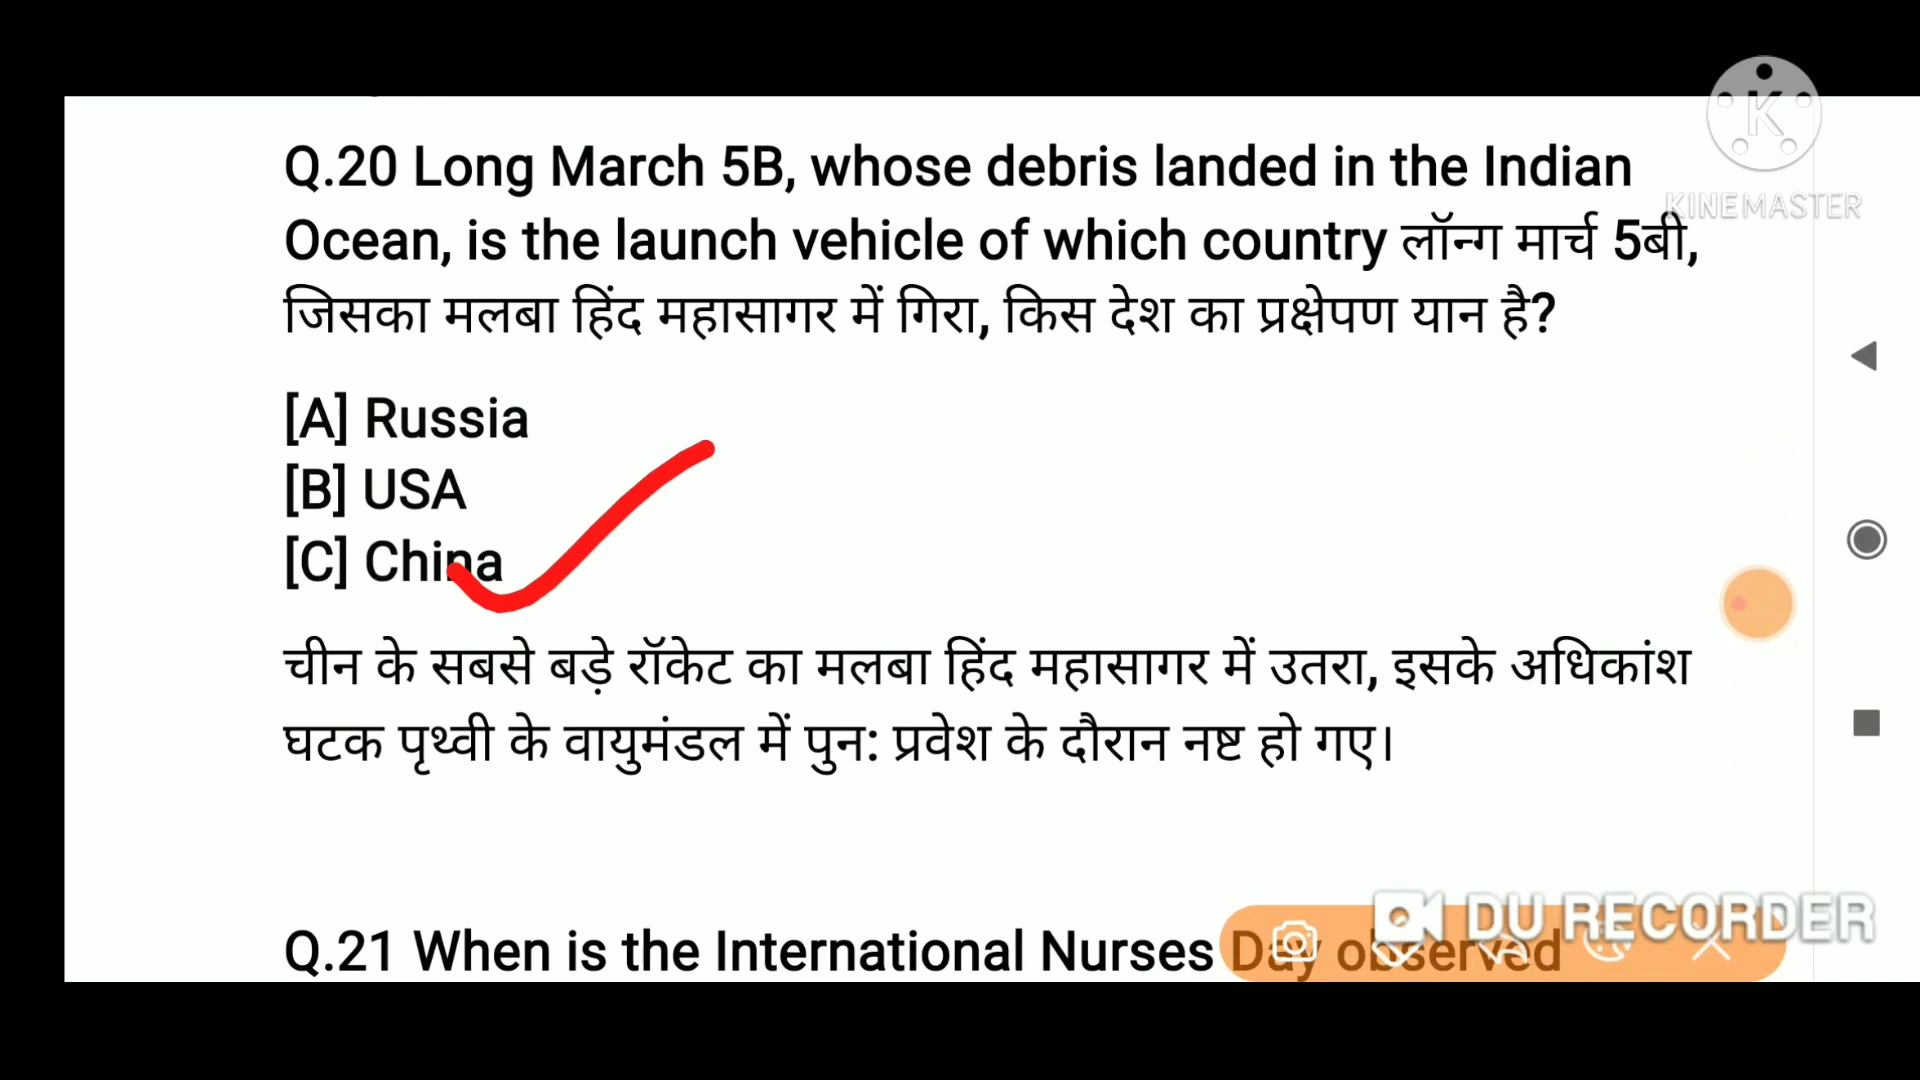 K
KINEMASTER
Q.20 Long March 5B, whose debris landed in the Indian
Ocean, is the launch vehicle of which country लॉन्ग मार्च 5बी,
जिसका मलबा हिंद महासागर में गिरा, किस देश का प्रक्षेपण यान है?
[A] Russia
[B] USA
[C] China
चीन के सबसे बड़े रॉकेट का मलबा हिंद महासागर में उतरा, इसके अधिकांश
घटक पृथ्वी के वायुमंडल में पुन: प्रवेश के दौरान नष्ट हो गए।
DU RECORDER
Q.21 When is the International Nurses Day observed